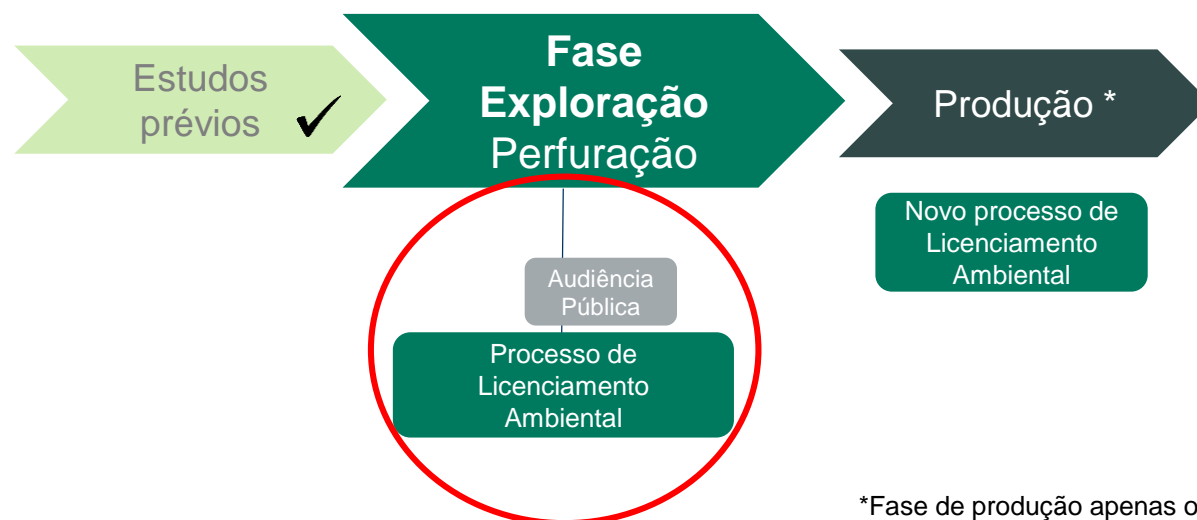 Estudos
prévios
Fase
Exploração
Perfuração
Produção *
Novo processo de
Licenciamento
Ambiental
Audiência
Pública
Processo de
Licenciamento
Ambiental
*Fase de produção apenas